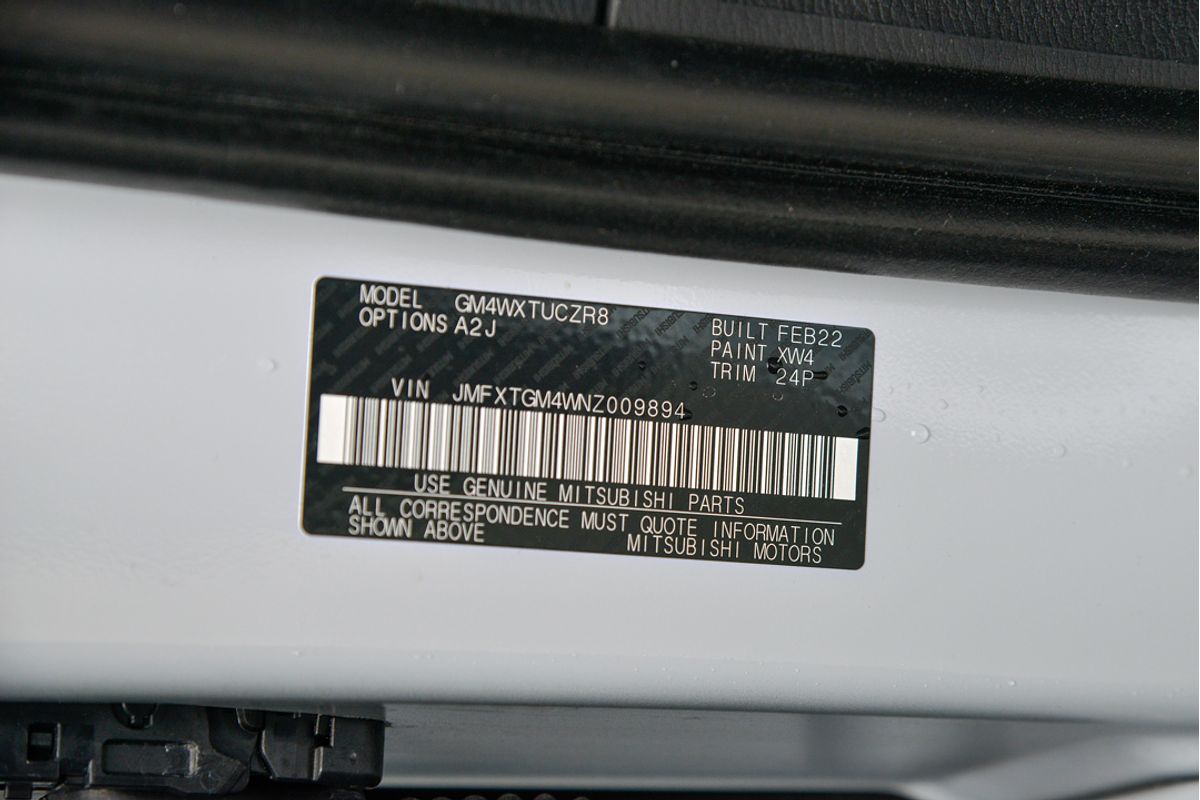 MODEL GM4WXTUCZR8
OPTIONS A2J
BUILT FEB22
PAINT XW4
TRIM 24P
VIN JMFXTGM4WNZ009894
USE GENUINE MITSUBISHI PARTS
ALL CORRESPONDENCE MUST QUOTE INFORMATION
SHOWN ABOVE
MITSUBISHI MOTORS